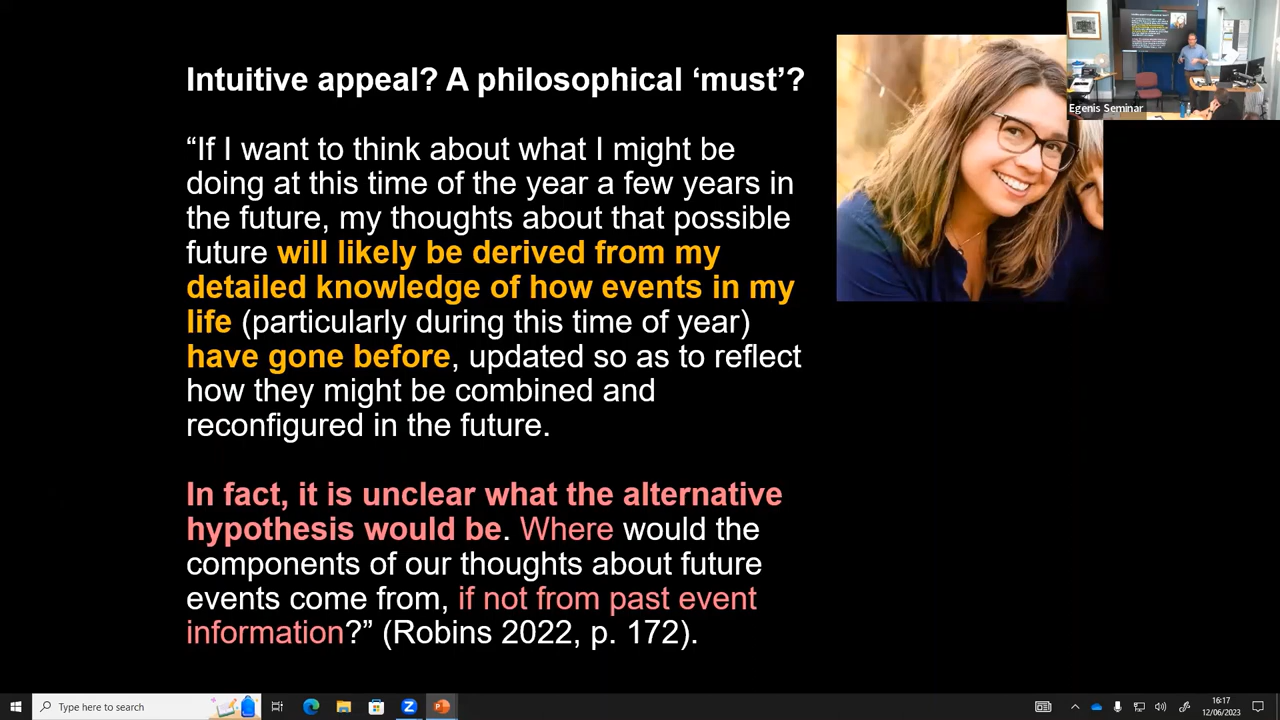 Intuitive appeal? A philosophical ‘must’?
“If I want to think about what I might be
doing at this time of the year a few years in
the future, my thoughts about that possible
future will likely be derived from my
detailed knowledge of how events in my
life (particularly during this time of year)
have gone before, updated so as to reflect
how they might be combined and
reconfigured in the future.
In fact, it is unclear what the alternative
hypothesis would be. Where would the
components of our thoughts about future
events come from, if not from past event
information?” (Robins 2022, p. 172).
Egenis Seminar
Type here to search
16:17
12/06/2023